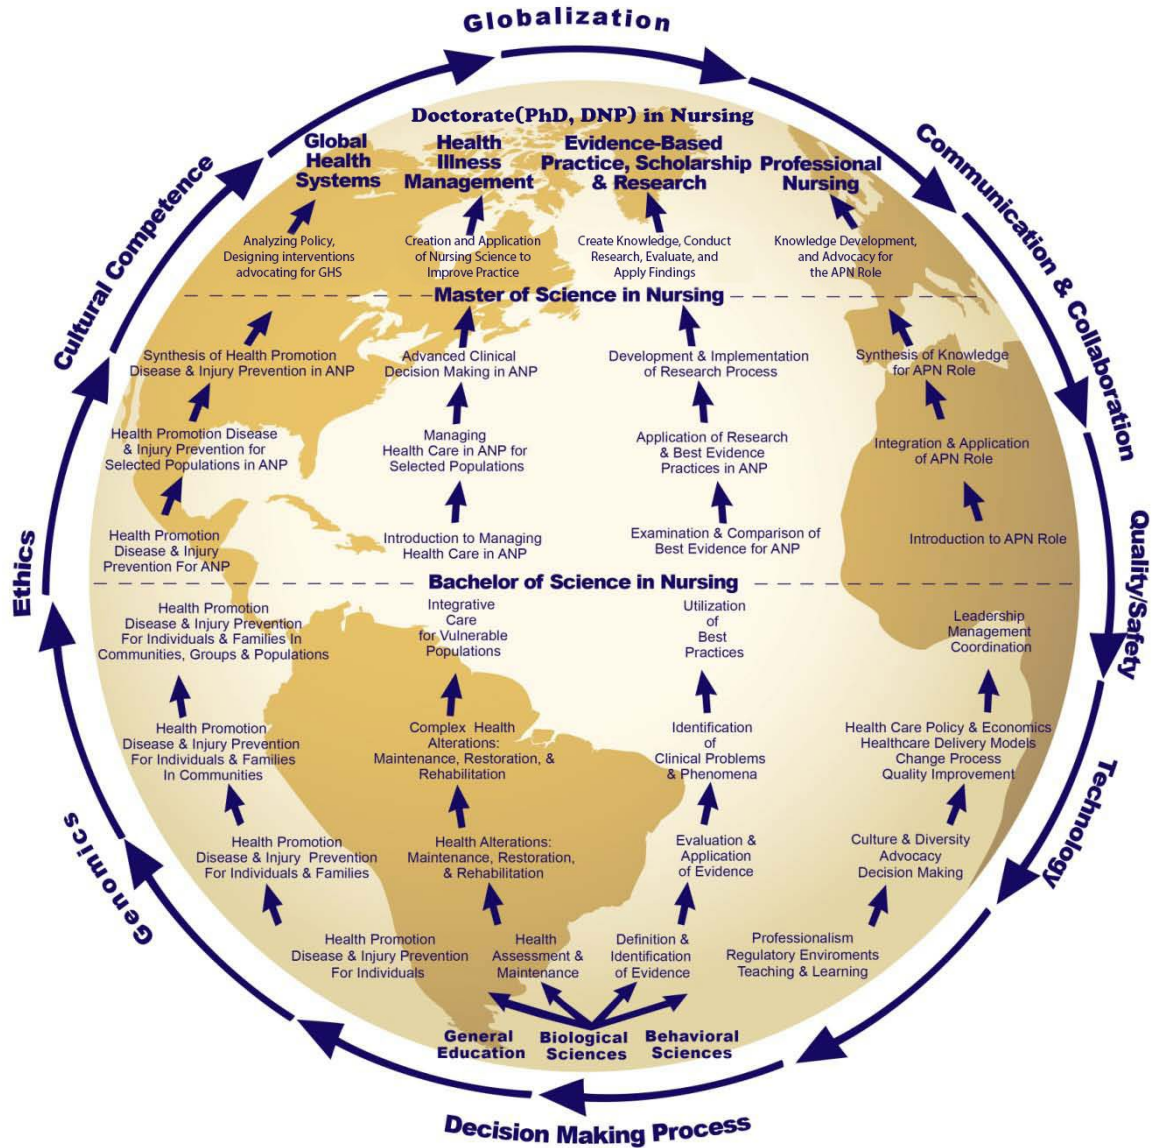 Globalization
Communication & Collaboration
Quality/Safety
Technology
Decision Making Process
Genomics
Ethics
Cultural Competence
Doctorate(PhD, DNP) in Nursing
Global
Health
Systems
Health
Illness
Management
Evidence-Based
Practice, Scholarship
& Research
Professional
Nursing
Analyzing Policy,
Designing interventions
advocating for GHS
Creation and Application
of Nursing Science to
Improve Practice
Create Knowledge, Conduct
Research, Evaluate, and
Apply Findings
Knowledge Development,
and Advocacy for
the APN Role
Master of Science in Nursing
Synthesis of Health Promotion
Disease & Injury Prevention in ANP
Advanced Clinical
Decision Making in ANP
Development & Implementation
of Research Process
Synthesis of Knowledge
for APN Role
Health Promotion Disease
& Injury Prevention for
Selected Populations in ANP
Managing
Health Care in ANP for
Selected Populations
Application of Research
& Best Evidence
Practices in ANP
Integration & Application
of APN Role
Health Promotion
Disease & Injury
Prevention For ANP
Introduction to Managing
Health Care in ANP
Examination & Comparison of
Best Evidence for ANP
Introduction to APN Role
Bachelor of Science in Nursing
Health Promotion
Disease & Injury Prevention
For Individuals & Families In
Communities, Groups & Populations
Integrative
Care
for Vulnerable
Populations
Utilization
of
Best
Practices
Leadership
Management
Coordination
Health Promotion
Disease & Injury Prevention
For Individuals & Families
In Communities
Complex Health
Alterations:
Maintenance, Restoration, &
Rehabilitation
Identification
of
Clinical Problems
& Phenomena
Health Care Policy & Economics
Healthcare Delivery Models
Change Process
Quality Improvement
Health Promotion
Disease & Injury Prevention
For Individuals & Families
Health Alterations:
Maintenance, Restoration,
& Rehabilitation
Evaluation &
Application
of Evidence
Culture & Diversity
Advocacy
Decision Making
Health Promotion
Disease & Injury Prevention
For Individuals
Health
Assessment &
Maintenance
Definition &
Identification
of Evidence
Professionalism
Regulatory Enviroments
Teaching & Learning
General
Education
Biological
Sciences
Behavioral
Sciences